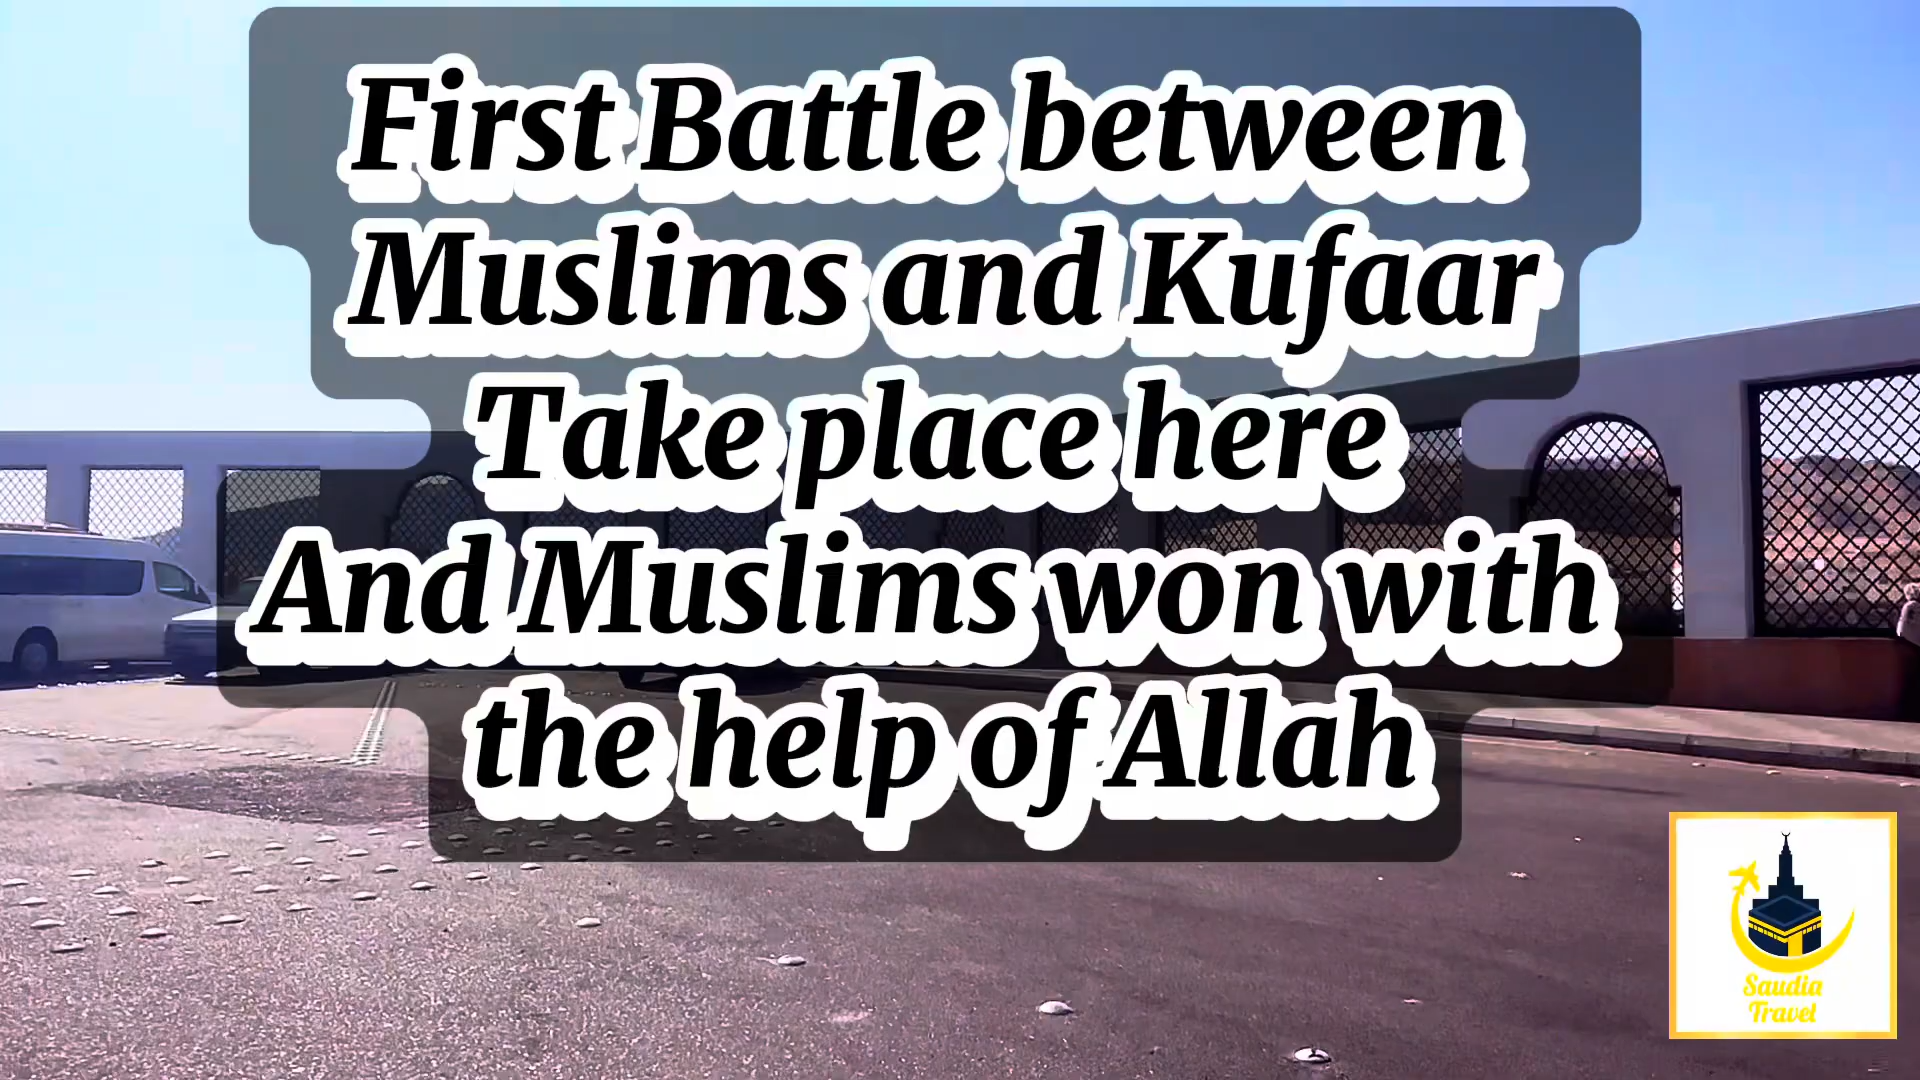 First Battle between
Muslims and Kufaar
Take place here
And Muslims won with
the help of Allah
Saudia
Travel